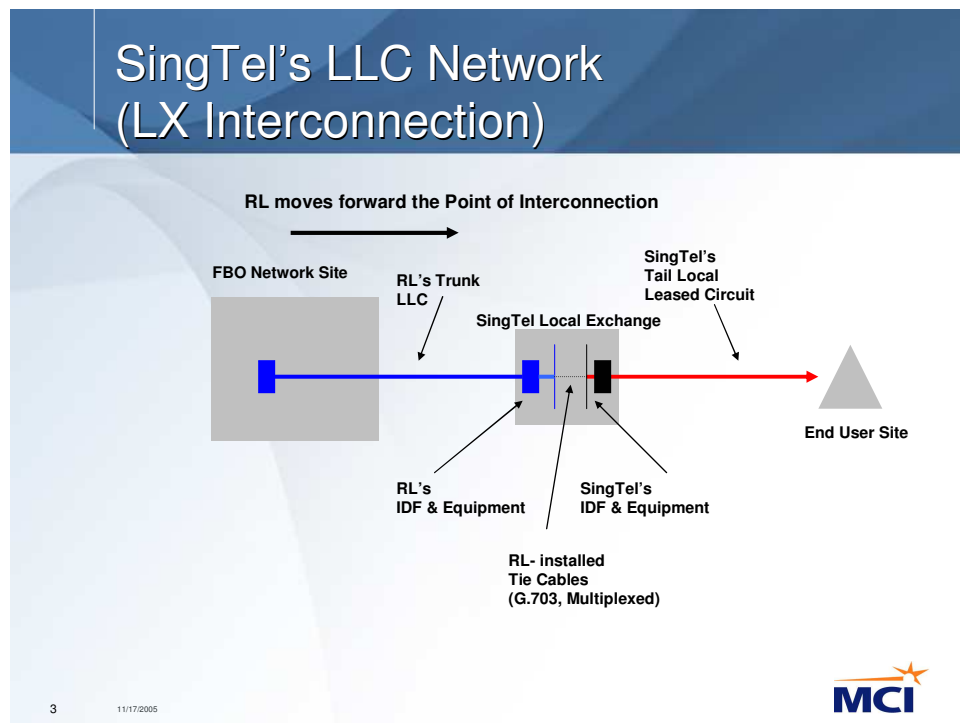 SingTel's LLC Network
(LX Interconnection)
RL moves forward the Point of Interconnection
FBO Network Site
RL's Trunk
LLC
SingTel's
Tail Local
Leased Circuit
SingTel Local Exchange
End User Site
RL's
IDF & Equipment
SingTel's
IDF & Equipment
RL- installed
Tie Cables
(G.703, Multiplexed)
3
11/17/2005
MCI